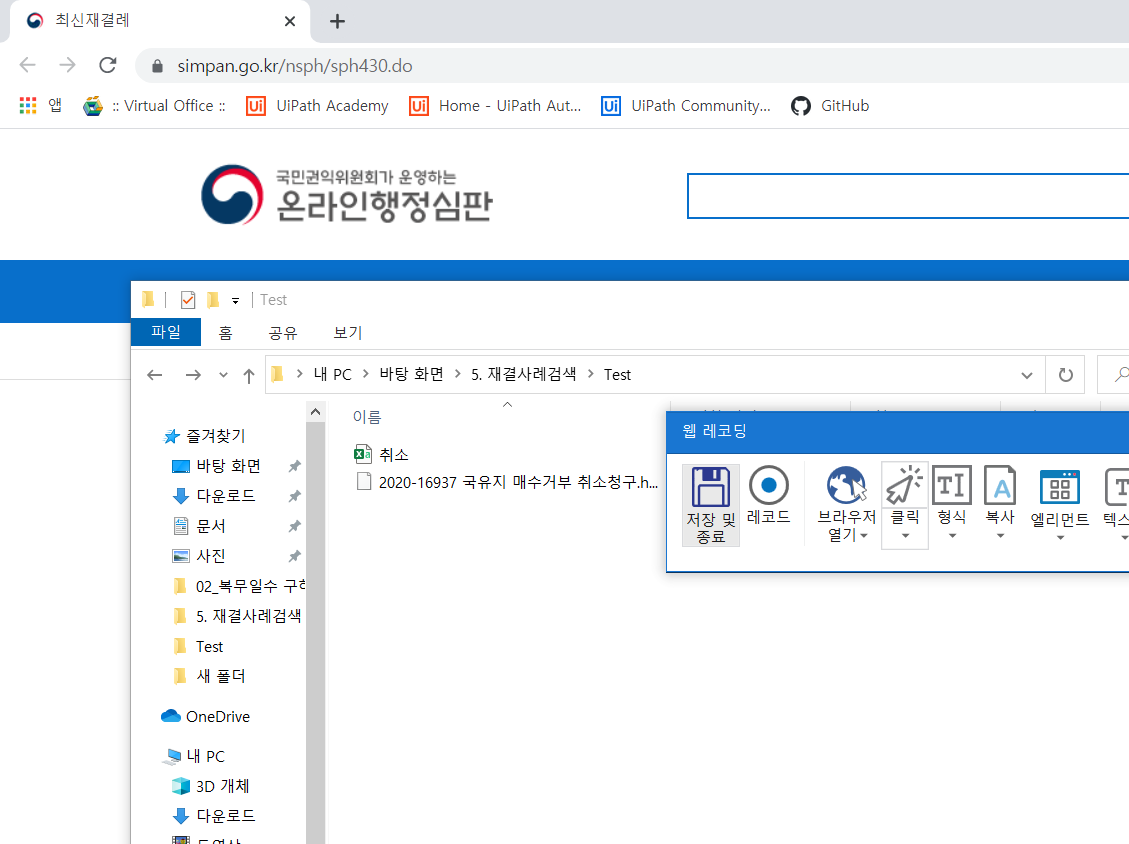 최신재결례
simpan.go.kr/nsph/sph430.do
앱 :: Virtual Office :: UiPath Academy Home - UiPath Aut... UiPath Community... GitHub
국민권익위원회가 운영하는
온라인행정심판
Test
파일 홈 공유 보기
내 PC 바탕 화면 5. 재결사례검색 Test
이름
즐겨찾기
바탕 화면
다운로드
문서
사진
02_복무일수 구하
5. 재결사례검색
Test
새 폴더
OneDrive
내 PC
3D 개체
다운로드
동영상
취소
2020-16937 국유지 매수거부 취소청구.h...
웹 레코딩
저장 및 종료
레코드
브라우저 열기
클릭
형식
복사
엘리먼트
텍스